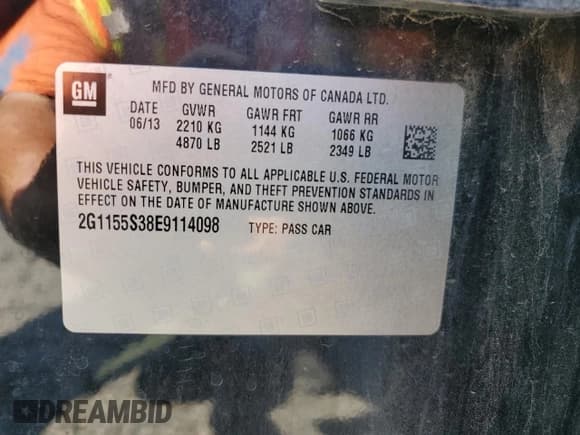 GM
MFD BY GENERAL MOTORS OF CANADA LTD.
DATE GVWR GAWR FRT GAWR RR
06/13 2210 KG 1144 KG 1066 KG
4870 LB 2521 LB 2349 LB
THIS VEHICLE CONFORMS TO ALL APPLICABLE U.S. FEDERAL MOTOR
VEHICLE SAFETY, BUMPER, AND THEFT PREVENTION STANDARDS IN
EFFECT ON THE DATE OF MANUFACTURE SHOWN ABOVE.
2G1155S38E9114098 TYPE: PASS CAR
DREAMBID